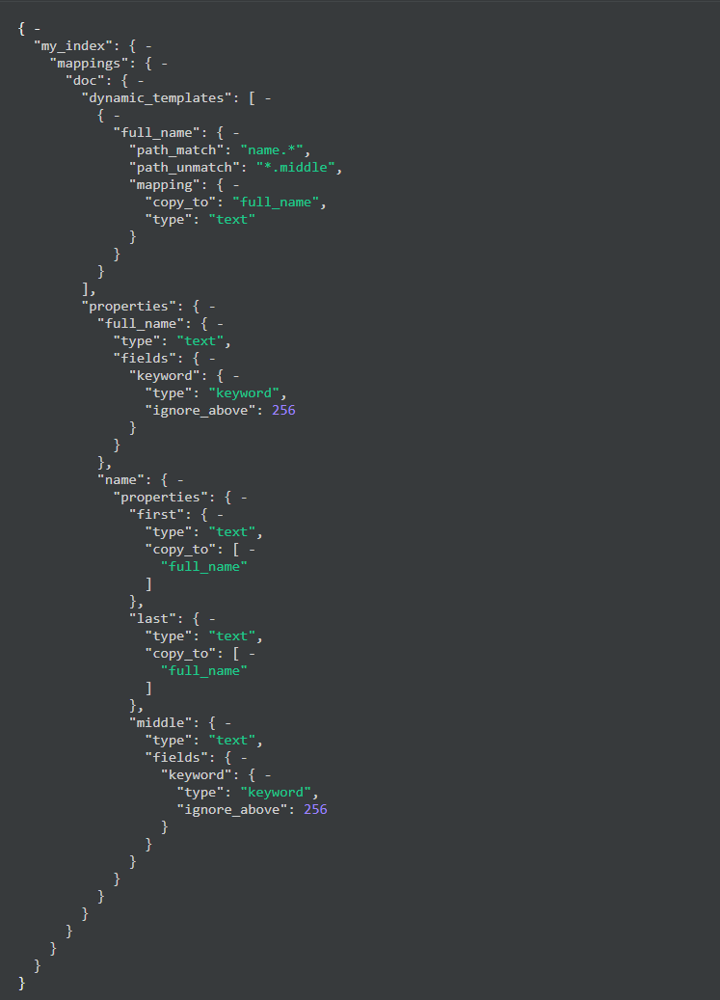 { -
  "my_index": { -
    "mappings": { -
      "doc": { -
        "dynamic_templates": [ -
          { -
            "full_name": { -
              "path_match": "name.*",
              "path_unmatch": "*.middle",
              "mapping": { -
                "copy_to": "full_name",
                "type": "text"
              }
            }
          }
        ],
        "properties": { -
          "full_name": { -
            "type": "text",
            "fields": { -
              "keyword": { -
                "type": "keyword",
                "ignore_above": 256
              }
            }
          },
          "name": { -
            "properties": { -
              "first": { -
                "type": "text",
                "copy_to": [ -
                  "full_name"
                ]
              },
              "last": { -
                "type": "text",
                "copy_to": [ -
                  "full_name"
                ]
              },
              "middle": { -
                "type": "text",
                "fields": { -
                  "keyword": { -
                    "type": "keyword",
                    "ignore_above": 256
                  }
                }
              }
            }
          }
        }
      }
    }
  }
}